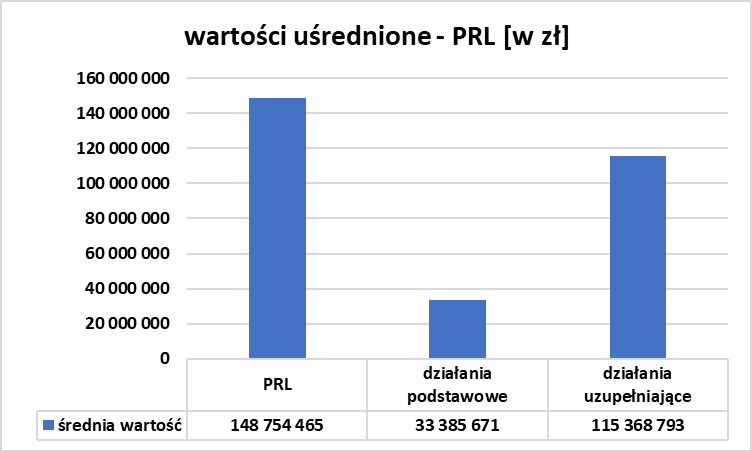 wartości uśrednione - PRL [w zł]
160 000 000
140 000 000
120 000 000
100 000 000
80 000 000
60 000 000
40 000 000
20 000 000
0
PRL
działania
podstawowe
działania
uzupełniające
średnia wartość 148 754 465 33 385 671 115 368 793